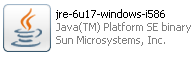 jre-6u17-windows-i586
Java(TM) Platform SE binary
Sun Microsystems, Inc.